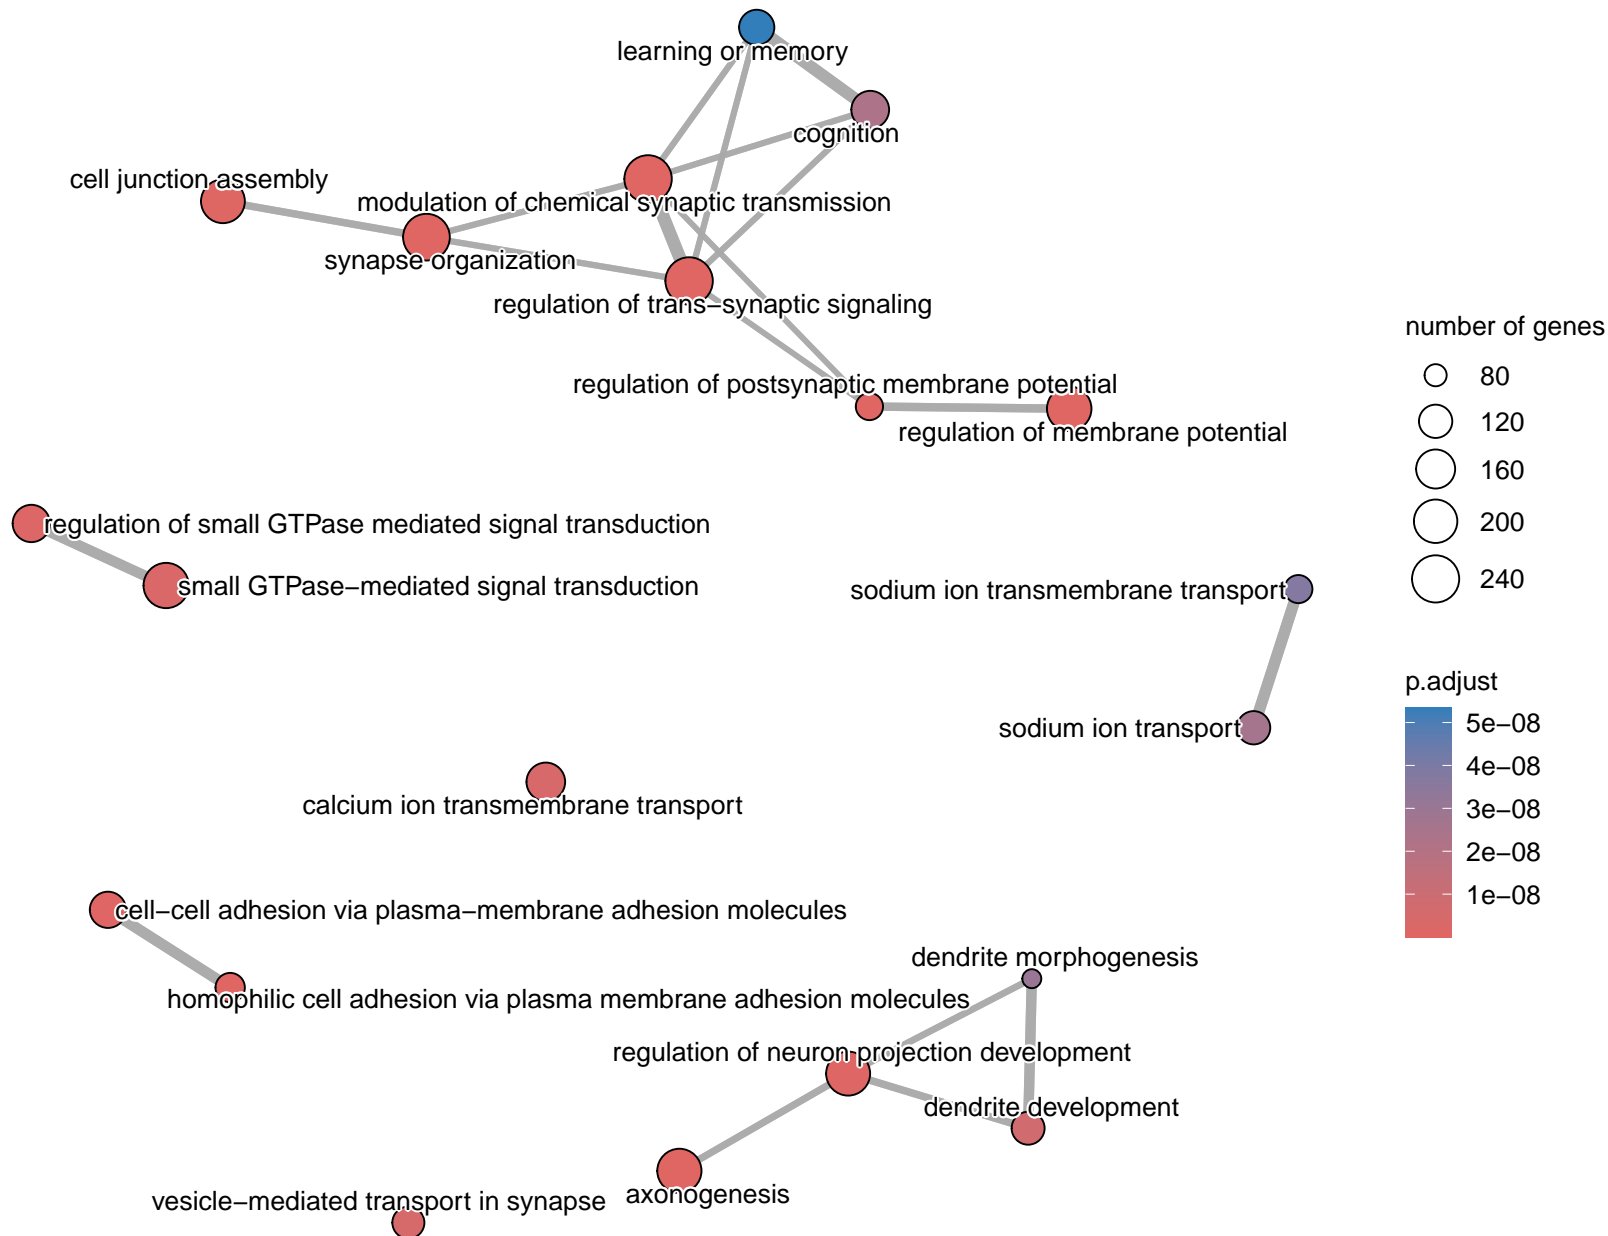 learning or memory
cognition
cell junction assembly
modulation of chemical synaptic transmission
synapse organization
regulation of trans−synaptic signaling
regulation of postsynaptic membrane potential
regulation of membrane potential
regulation of small GTPase mediated signal transduction
small GTPase−mediated signal transduction
sodium ion transmembrane transport
sodium ion transport
calcium ion transmembrane transport
cell−cell adhesion via plasma−membrane adhesion molecules
homophilic cell adhesion via plasma membrane adhesion molecules
dendrite morphogenesis
regulation of neuron projection development
dendrite development
axonogenesis
vesicle−mediated transport in synapse
number of genes
80
120
160
200
240
p.adjust
5e−08
4e−08
3e−08
2e−08
1e−08